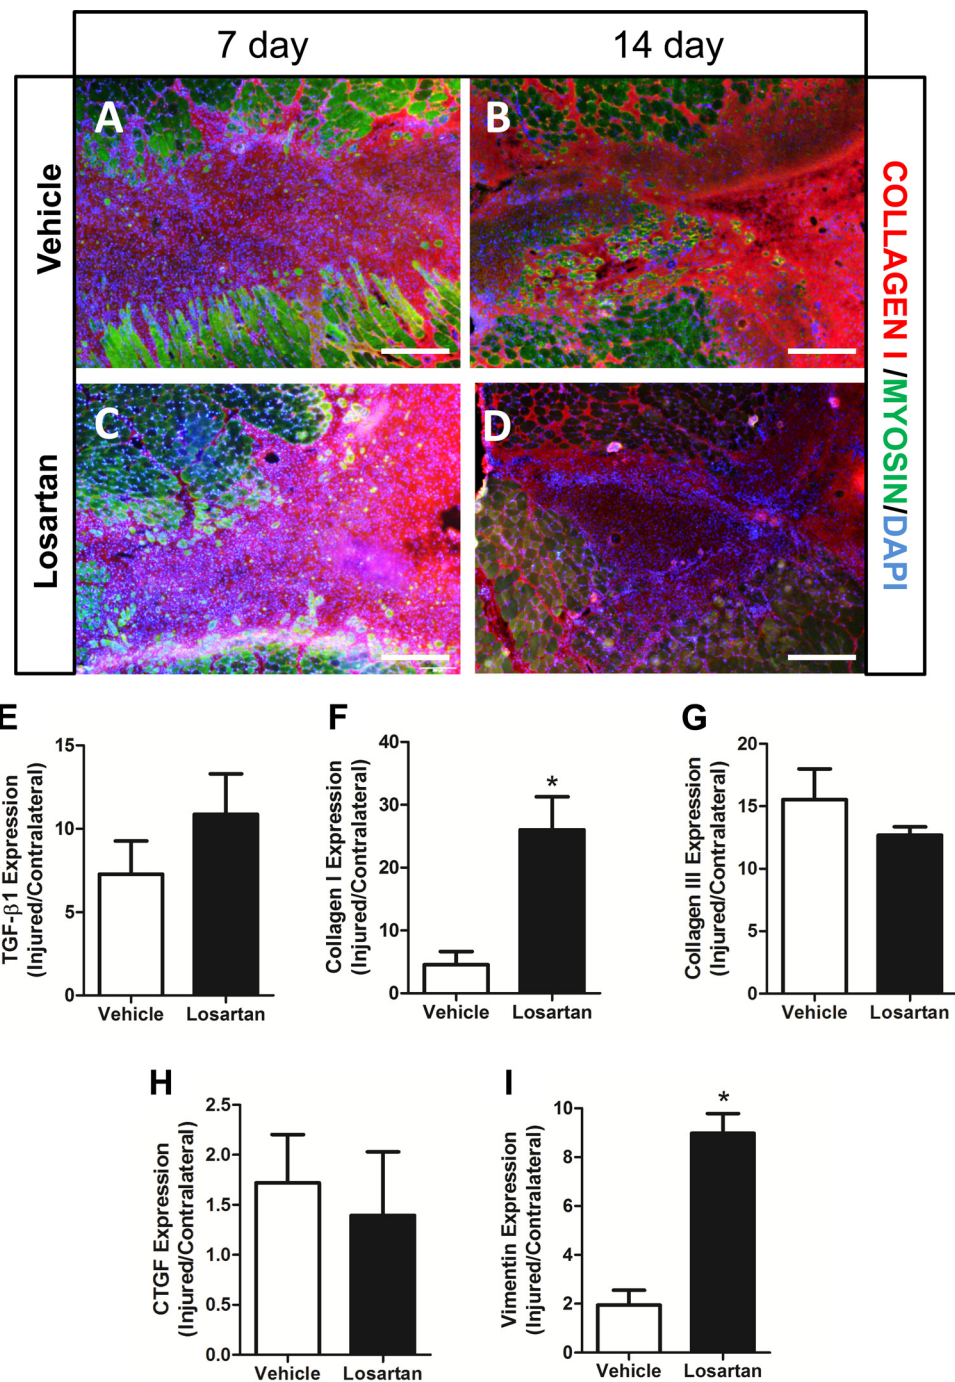 7 day
14 day
Vehicle
Losartan
A
B
C
D
COLLAGEN I /MYOSIN/DAPI
E
TGF-β1 Expression
(Injured/Contralateral)
15
10
5
0
Vehicle
Losartan
F
Collagen I Expression
(Injured/Contralateral)
40
30
20
10
0
*
Vehicle
Losartan
G
Collagen III Expression
(Injured/Contralateral)
20
15
10
5
0
Vehicle
Losartan
H
CTGF Expression
(Injured/Contralateral)
2.5
2.0
1.5
1.0
0.5
0.0
Vehicle
Losartan
I
Vimentin Expression
(Injured/Contralateral)
10
8
6
4
2
0
*
Vehicle
Losartan